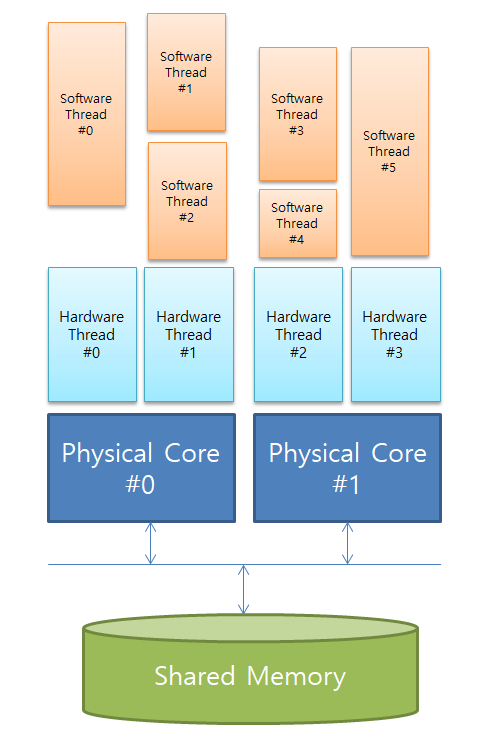 Software
Thread
#0
Software
Thread
#1
Software
Thread
#2
Software
Thread
#3
Software
Thread
#4
Software
Thread
#5
Hardware
Thread
#0
Hardware
Thread
#1
Hardware
Thread
#2
Hardware
Thread
#3
Physical Core
#0
Physical Core
#1
Shared Memory